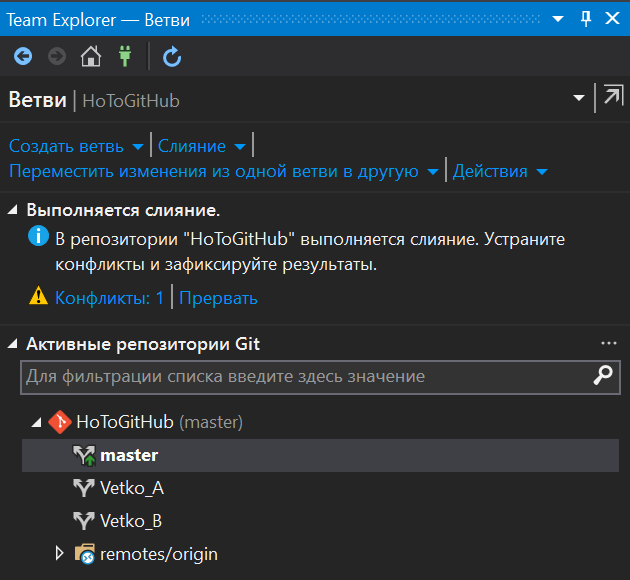 Team Explorer — Ветви
Ветви | HoToGitHub
Создать ветвь | Слияние |
Переместить изменения из одной ветви в другую | Действия
Выполняется слияние.
В репозитории "HoToGitHub" выполняется слияние. Устраните
конфликты и зафиксируйте результаты.
Конфликты: 1 | Прервать
Активные репозитории Git
Для фильтрации списка введите здесь значение
HoToGitHub (master)
master
Vetko_A
Vetko_B
remotes/origin